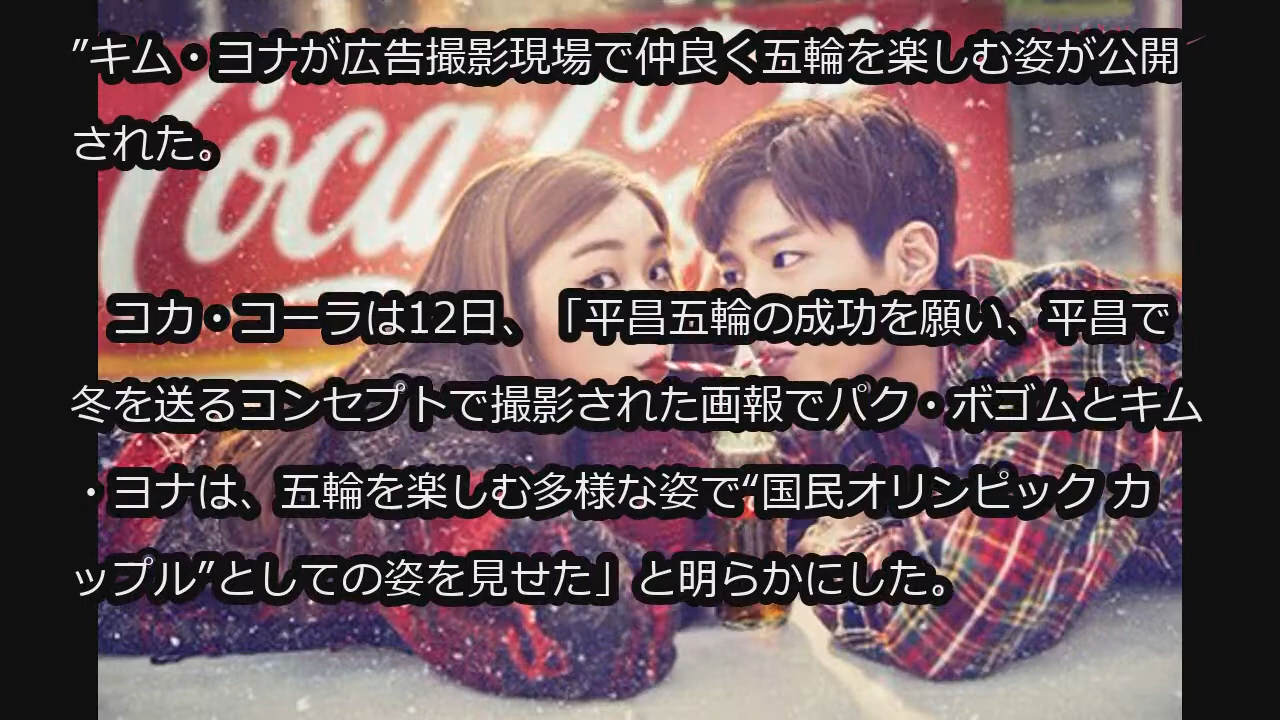 ”キム・ヨナが広告撮影現場で仲良く五輪を楽しむ姿が公開
された。
Coca-Co
コカ・コーラは12日、「平昌五輪の成功を願い、平昌で
冬を送るコンセプトで撮影された画報でパク・ボゴムとキム
・ヨナは、五輪を楽しむ多様な姿で“国民オリンピック カ
ップル”としての姿を見せた」と明らかにした。